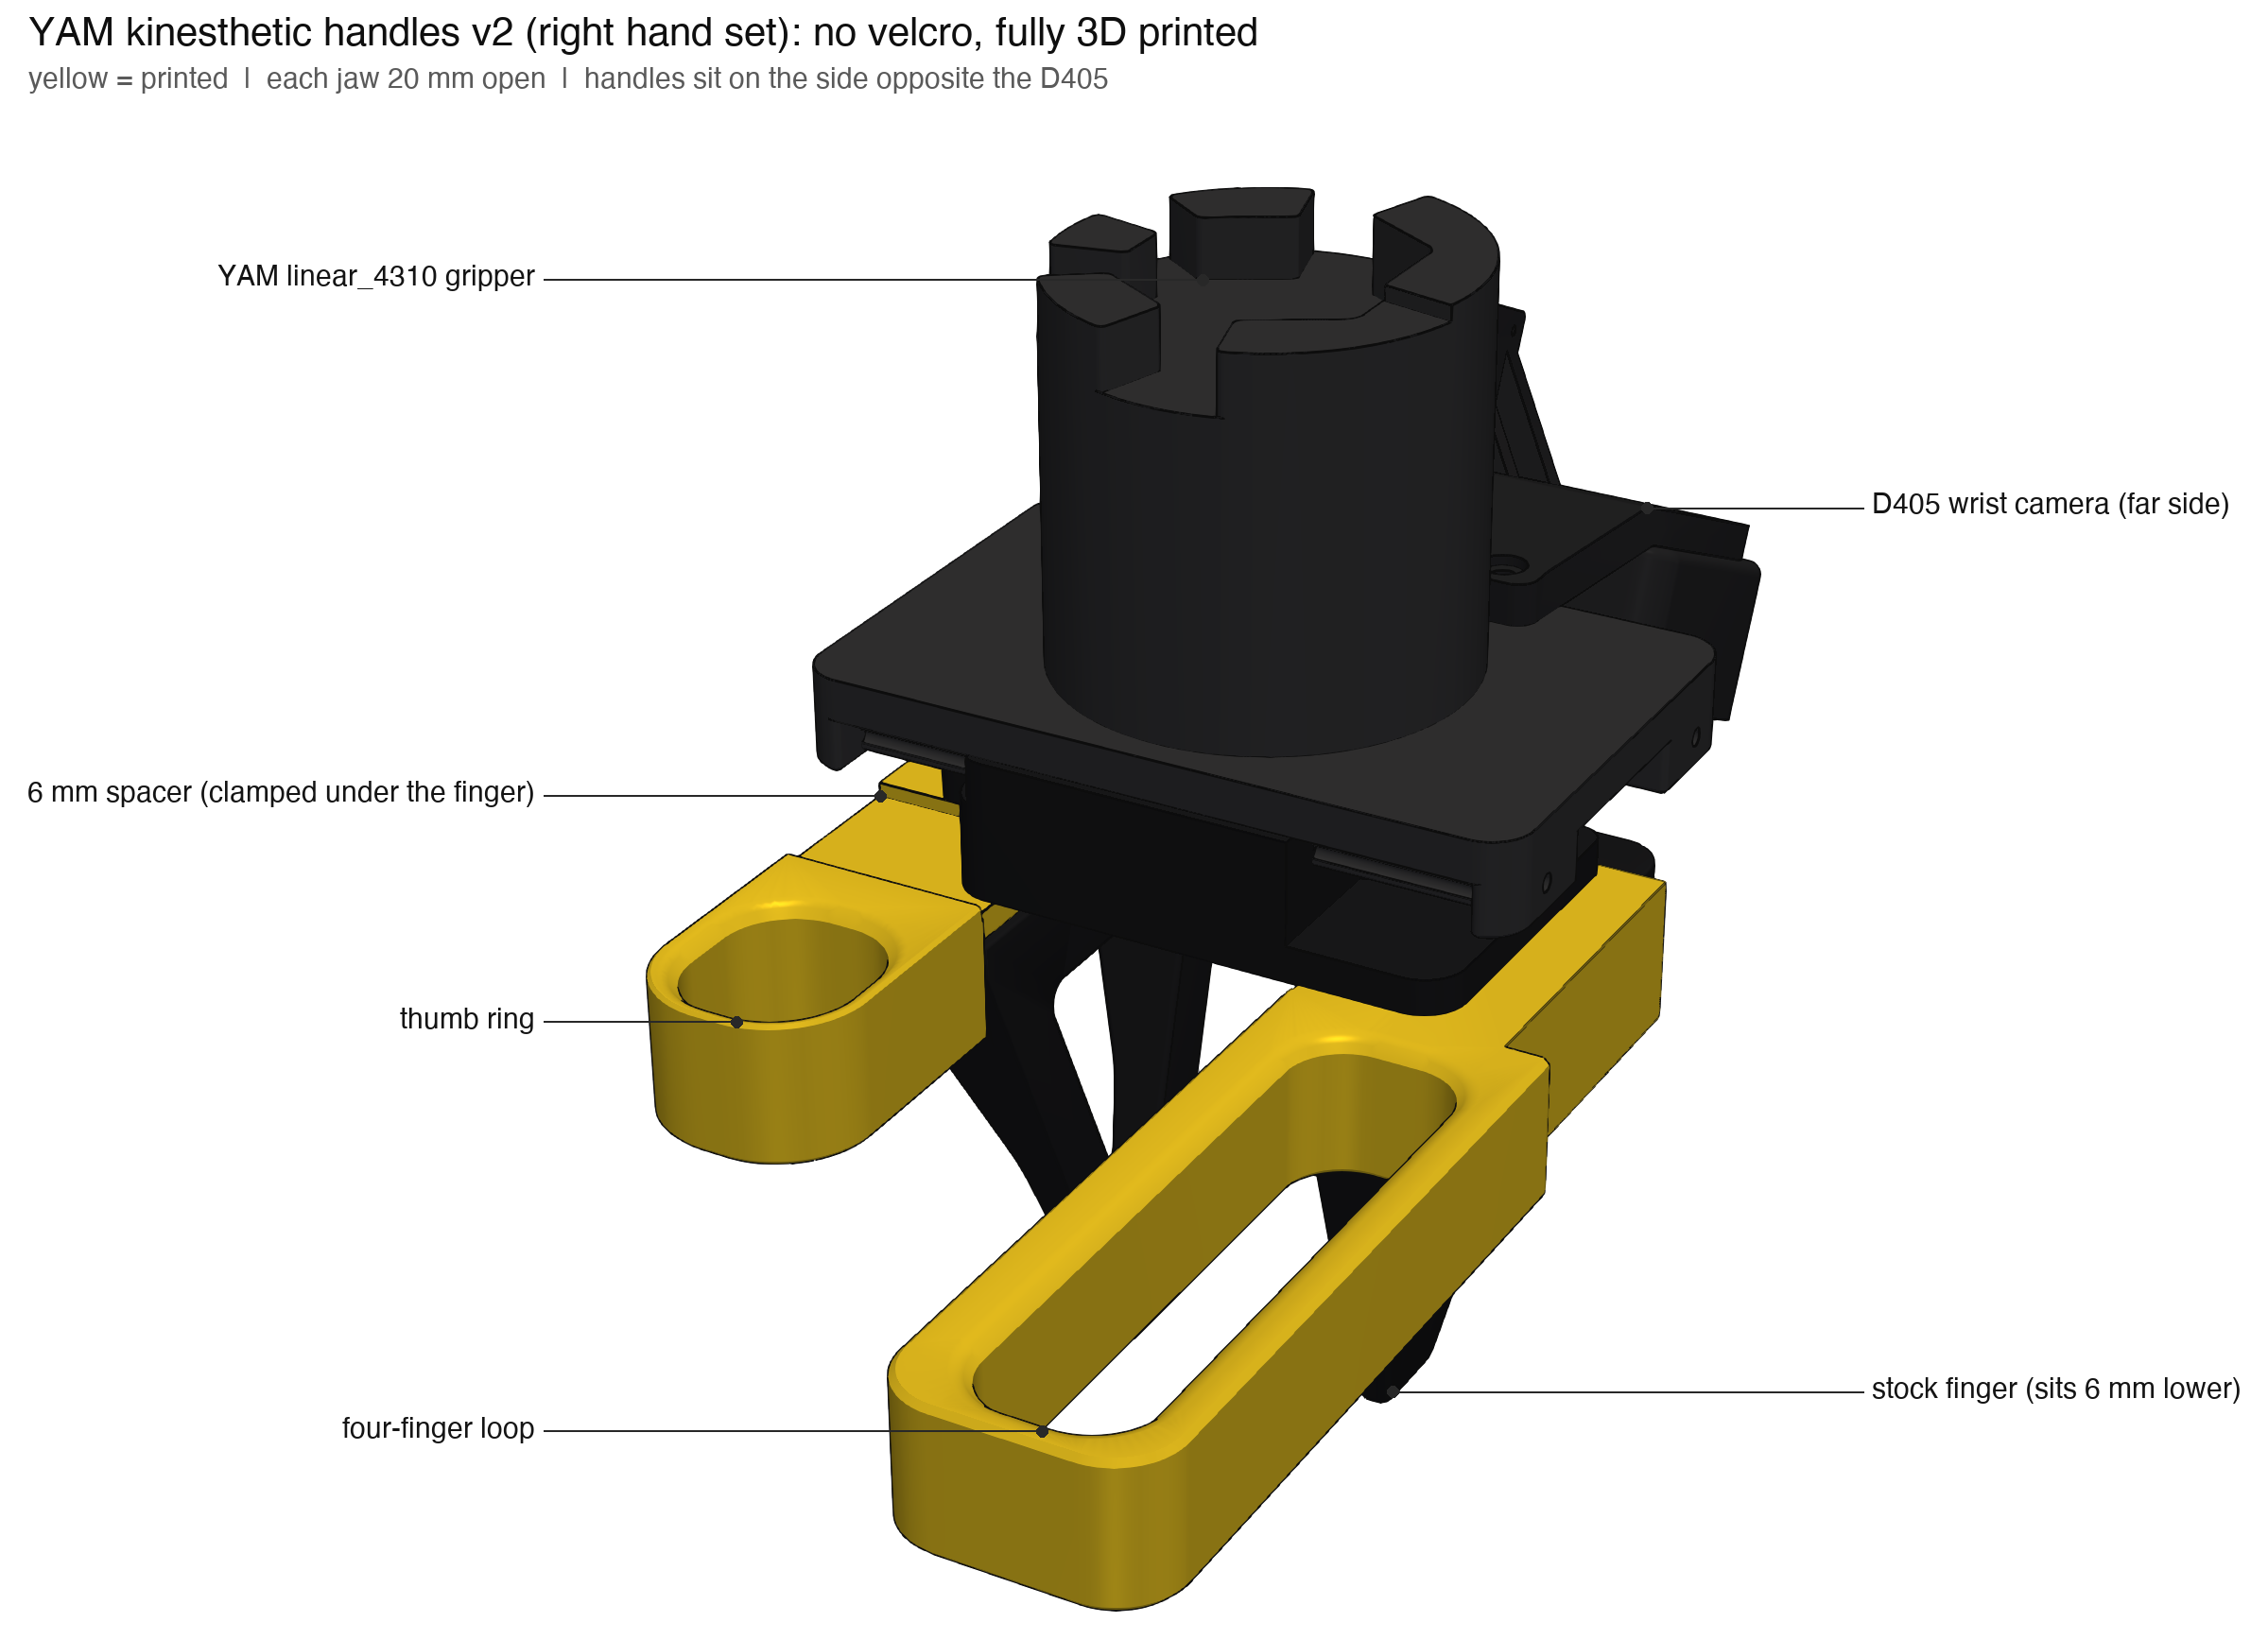 YAM kinesthetic handles v2 (right hand set): no velcro, fully 3D printed
yellow = printed | each jaw 20 mm open | handles sit on the side opposite the D405
YAM linear_4310 gripper
D405 wrist camera (far side)
6 mm spacer (clamped under the finger)
thumb ring
stock finger (sits 6 mm lower)
four-finger loop